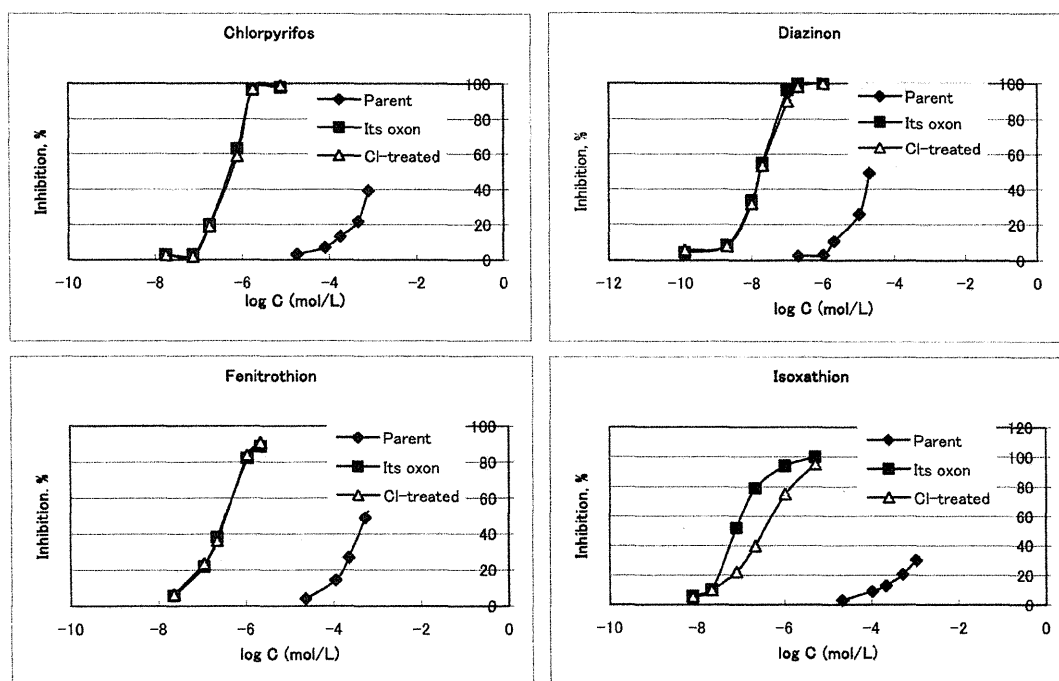 Chlorpyrifos
100
80
60
40
20
0
Inhibition, %
Parent
Its oxon
Cl-treated
-10
-8
-6
-4
-2
0
log C (mol/L)
Diazinon
100
80
60
40
20
0
Inhibition, %
Parent
Its oxon
Cl-treated
-12
-10
-8
-6
-4
-2
0
log C (mol/L)
Fenitrothion
100
80
60
40
20
0
Inhibition, %
Parent
Its oxon
Cl-treated
-10
-8
-6
-4
-2
0
log C (mol/L)
Isoxathion
120
100
80
60
40
20
0
Inhibition, %
Parent
Its oxon
Cl-treated
-10
-8
-6
-4
-2
0
log C (mol/L)